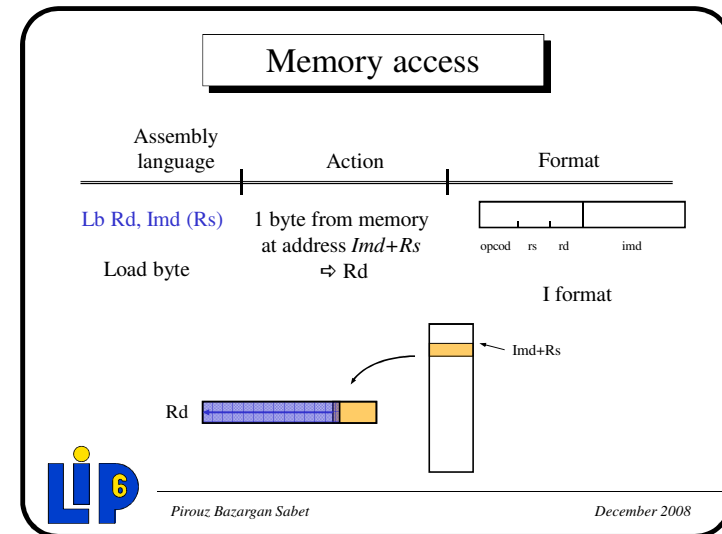 Memory access
Assembly
language
Action
Format
Lb Rd, Imd (Rs)
Load byte
1 byte from memory
at address Imd+Rs
⇨ Rd
opcod rs rd imd
I format
Imd+Rs
Rd
LIP6
Pirouz Bazargan Sabet
December 2008